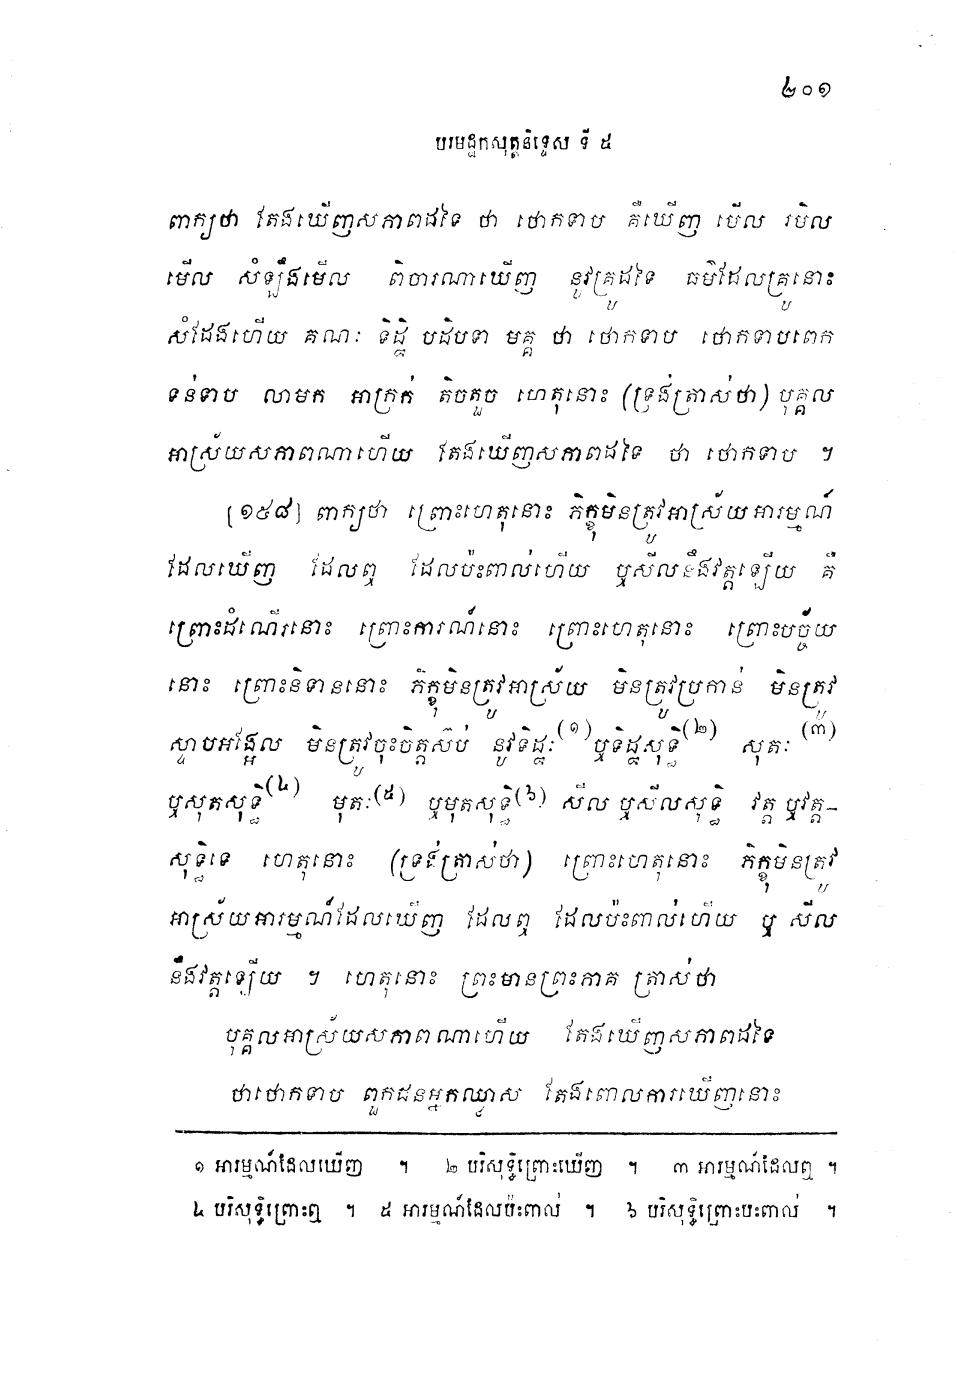 ២០១
បរមដ្ឋកសុត្តនិទ្ទេស ទី ៥
ពាក្យថា តែងឃើញសភាពដទៃ ថា ថោកទាប គឺឃើញ មើល រមិល
មើល សំឡឹងមើល ពិចារណាឃើញ នូវគ្រូដទៃ ធម៌ដែលគ្រូនោះ
សំដែងហើយ គណៈ ទិដ្ឋិ បដិបទា មគ្គ ថា ថោកទាប ថោកទាបពេក
ទន់ទាប លាមក អាក្រក់ តិចតួច ហេតុនោះ (ទ្រង់ត្រាស់ថា) បុគ្គល
អាស្រ័យសភាពណាហើយ តែងឃើញសភាពដទៃ ថា ថោកទាប ។
[១៥៨] ពាក្យថា ព្រោះហេតុនោះ ភិក្ខុមិនត្រូវអាស្រ័យអារម្មណ៍
ដែលឃើញ ដែលឮ ដែលប៉ះពាល់ហើយ ឬសីលនឹងវត្តឡើយ គឺ
ព្រោះដំណើរនោះ ព្រោះការណ៍នោះ ព្រោះហេតុនោះ ព្រោះបច្ច័យ
នោះ ព្រោះនិទាននោះ ភិក្ខុមិនត្រូវអាស្រ័យ មិនត្រូវប្រកាន់ មិនត្រូវ
ស្ទាបអង្អែល មិនត្រូវចុះចិត្តស៊ប់ នូវទិដ្ឋៈ(១) ឬទិដ្ឋសុទ្ធិ(២) សុតៈ (៣)
ឬសុតសុទ្ធិ(៤) មុតៈ(៥) ឬមុតសុទ្ធិ(៦) សីល ឬសីលសុទ្ធិ វត្ត ឬវត្ត-
សុទ្ធិទេ ហេតុនោះ (ទ្រង់ត្រាស់ថា) ព្រោះហេតុនោះ ភិក្ខុមិនត្រូវ
អាស្រ័យអារម្មណ៍ដែលឃើញ ដែលឮ ដែលប៉ះពាល់ហើយ ឬ សីល
នឹងវត្តឡើយ ។ ហេតុនោះ ព្រះមានព្រះភាគ ត្រាស់ថា
បុគ្គលអាស្រ័យសភាពណាហើយ តែងឃើញសភាពដទៃ
ថាថោកទាប ពួកជនអ្នកឈ្លាស តែងពោលការឃើញនោះ
១ អារម្មណ៍ដែលឃើញ ។ ២ បរិសុទ្ធិព្រោះឃើញ ។ ៣ អារម្មណ៍ដែលឮ ។
៤ បរិសុទ្ធិព្រោះឮ ។ ៥ អារម្មណ៍ដែលប៉ះពាល់ ។ ៦ បរិសុទ្ធិព្រោះប៉ះពាល់ ។